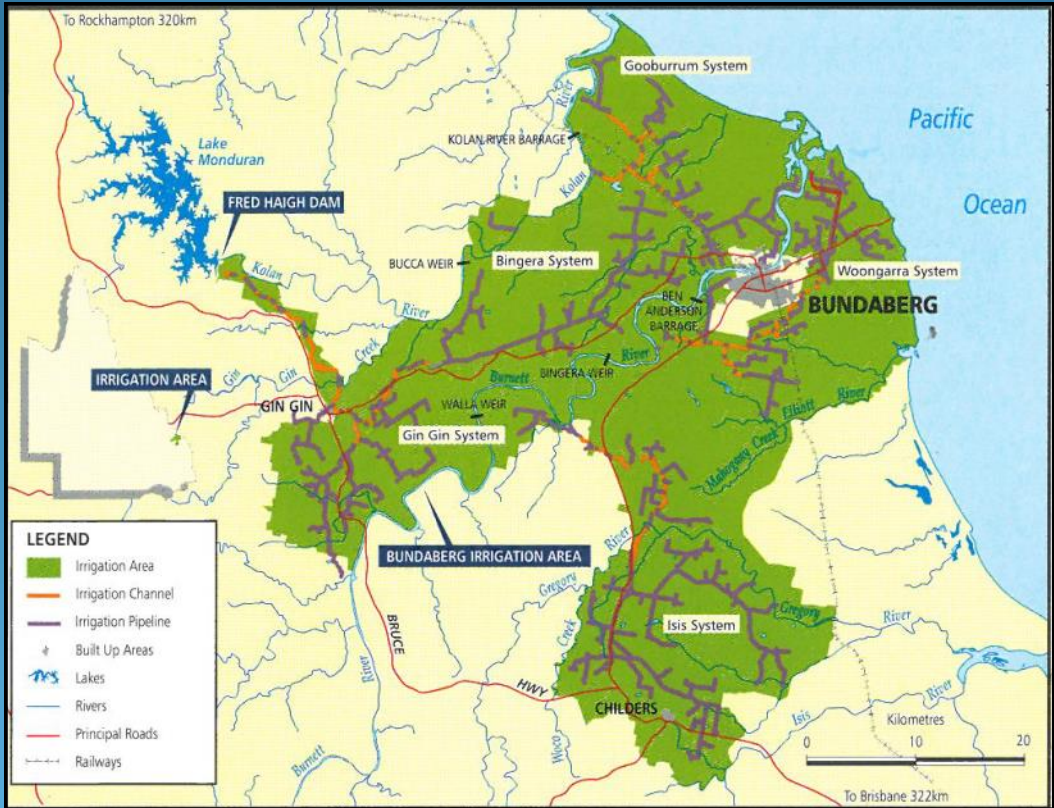 To Rockhampton 320km
Gooburrum System
Pacific
Ocean
River
KOLAN RIVER BARRAGE
Lake
Monduran
Kolan
FRED HAIGH DAM
Kolan
River
BUCCA WEIR
Bingera System
Woongarra System
BEN
ANDERSON
BARRAGE
BUNDABERG
Creek
River
BINGERA WEIR
Burnett
IRRIGATION AREA
Gin
Gin
GIN GIN
WALLA WEIR
Gin Gin System
Elliott
River
Mahogany Creek
BUNDABERG IRRIGATION AREA
River
Gregory
Creek
Gregory
River
Isis System
BRUCE
HWY
River
CHILDERS
Woco
Isis
River
Burnett
LEGEND
Irrigation Area
Irrigation Channel
Irrigation Pipeline
Built Up Areas
Lakes
Rivers
Principal Roads
Railways
Kilometres
0
10
20
To Brisbane 322km